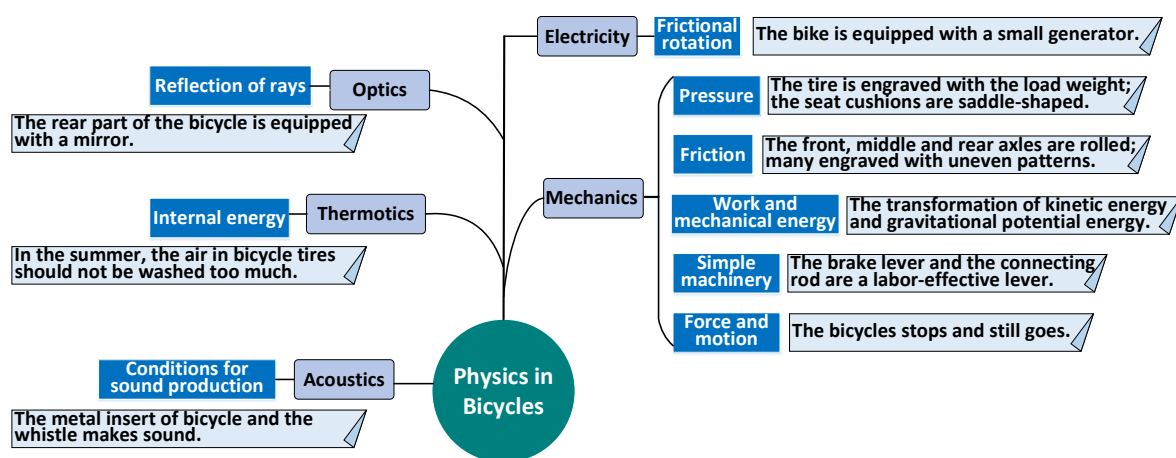 Physics in
Bicycles
Electricity
Frictional
rotation
The bike is equipped with a small generator.
Mechanics
Pressure
The tire is engraved with the load weight;
the seat cushions are saddle-shaped.
Friction
The front, middle and rear axles are rolled;
many engraved with uneven patterns.
Work and
mechanical energy
The transformation of kinetic energy
and gravitational potential energy.
Simple
machinery
The brake lever and the connecting
rod are a labor-effective lever.
Force and
motion
The bicycles stops and still goes.
Optics
Reflection of rays
The rear part of the bicycle is equipped
with a mirror.
Thermotics
Internal energy
In the summer, the air in bicycle tires
should not be washed too much.
Acoustics
Conditions for
sound production
The metal insert of bicycle and the
whistle makes sound.